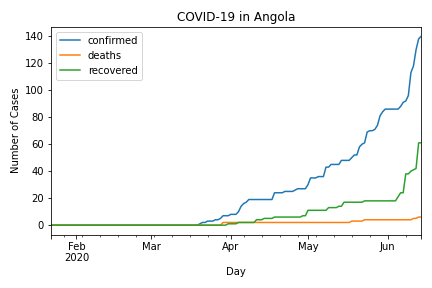 COVID-19 in Angola
confirmed
deaths
recovered
Number of Cases
140
120
100
80
60
40
20
0
Feb Mar Apr May Jun
2020
Day